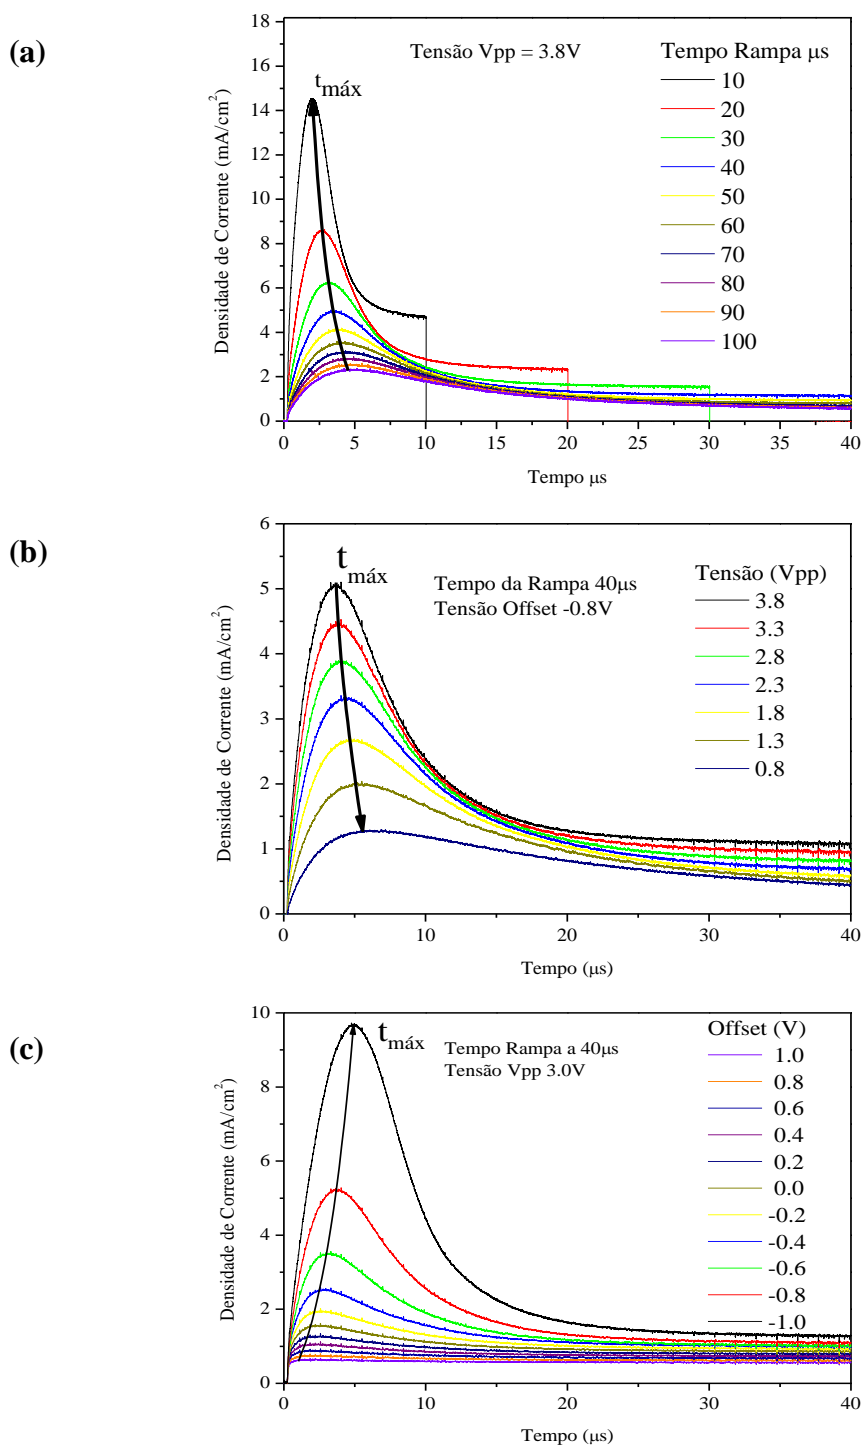 (a)
Tensão Vpp = 3.8V
Tempo Rampa μs
10
20
30
40
50
60
70
80
90
100
t máx
Densidade de Corrente (mA/cm²)
18
16
14
12
10
8
6
4
2
0
0 5 10 15 20 25 30 35 40
Tempo μs
(b)
t máx
Tempo da Rampa 40μs
Tensão Offset -0.8V
Tensão (Vpp)
3.8
3.3
2.8
2.3
1.8
1.3
0.8
Densidade de Corrente (mA/cm²)
6
5
4
3
2
1
0
0 10 20 30 40
Tempo (μs)
(c)
t máx
Tempo Rampa a 40μs
Tensão Vpp 3.0V
Offset (V)
1.0
0.8
0.6
0.4
0.2
0.0
-0.2
-0.4
-0.6
-0.8
-1.0
Densidade de Corrente (mA/cm²)
10
8
6
4
2
0
0 10 20 30 40
Tempo (μs)